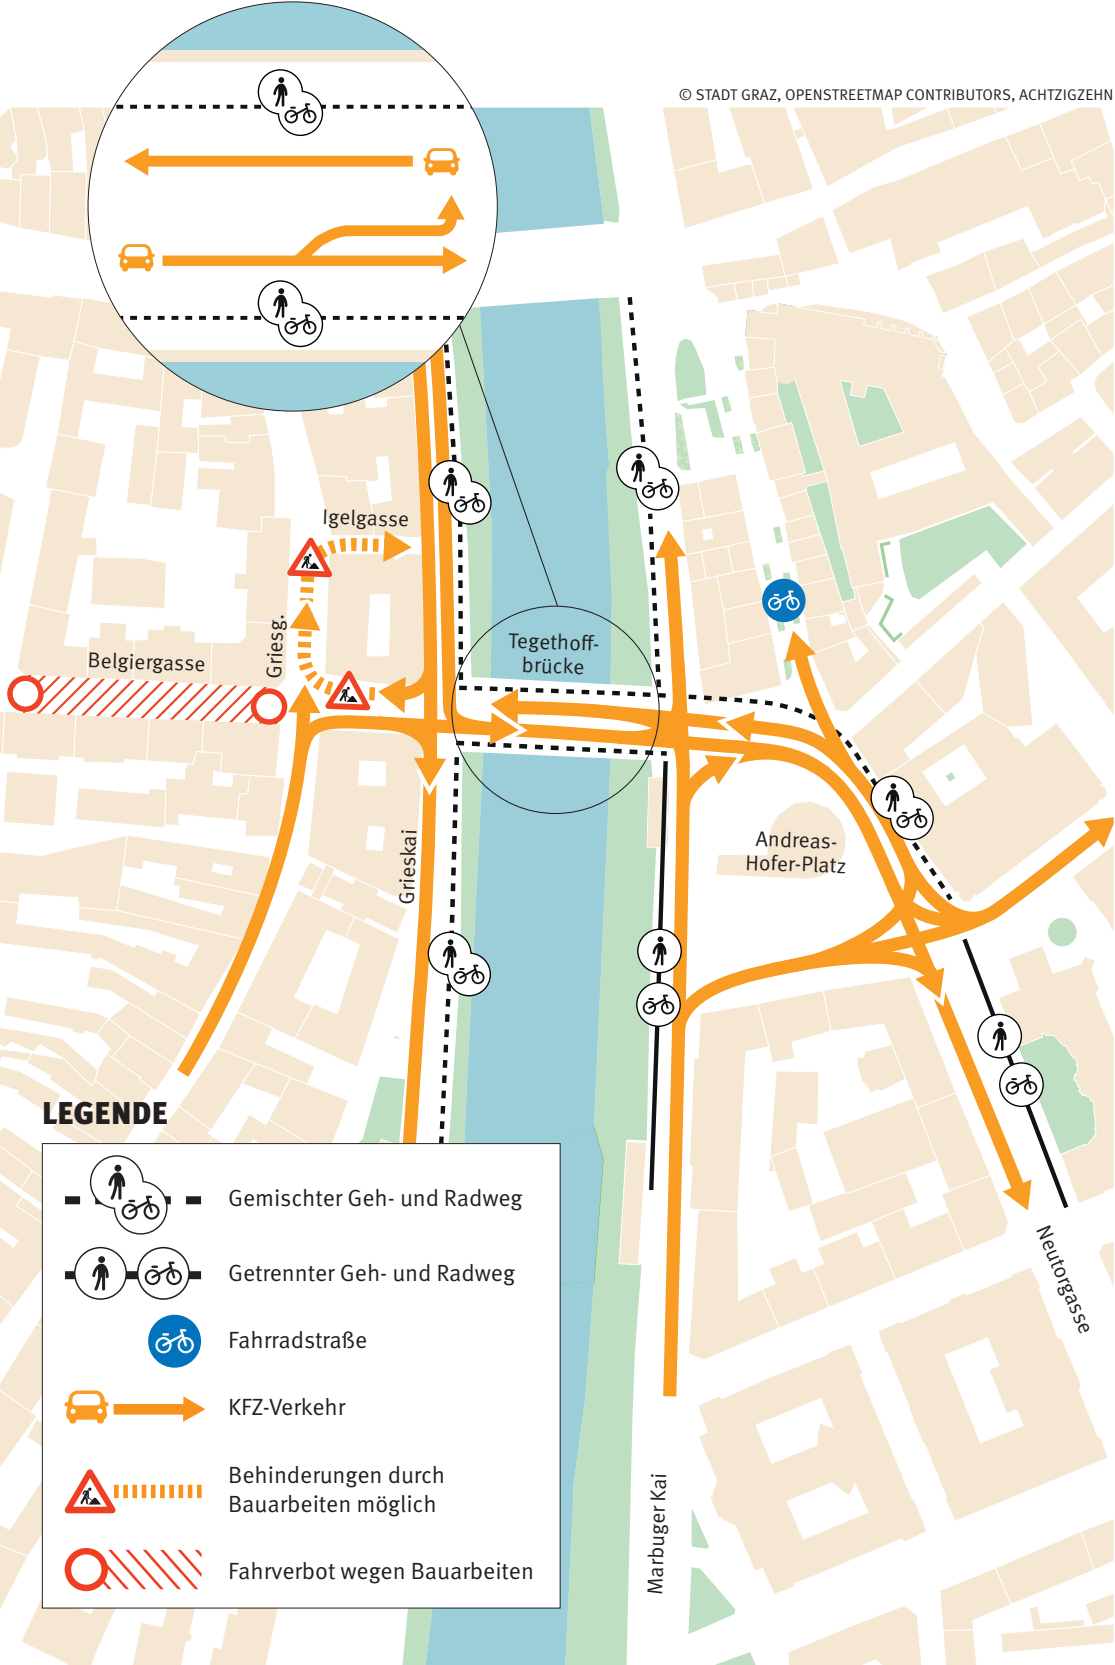 © STADT GRAZ, OPENSTREETMAP CONTRIBUTORS, ACHTZIGZEHN
Igelgasse
Griesg.
Belgiergasse
Tegethoff-
brücke
Grieskai
Andreas-
Hofer-Platz
Neutorgasse
Marbuger Kai
LEGENDE
Gemischter Geh- und Radweg
Getrennter Geh- und Radweg
Fahrradstraße
KFZ-Verkehr
Behinderungen durch
Bauarbeiten möglich
Fahrverbot wegen Bauarbeiten